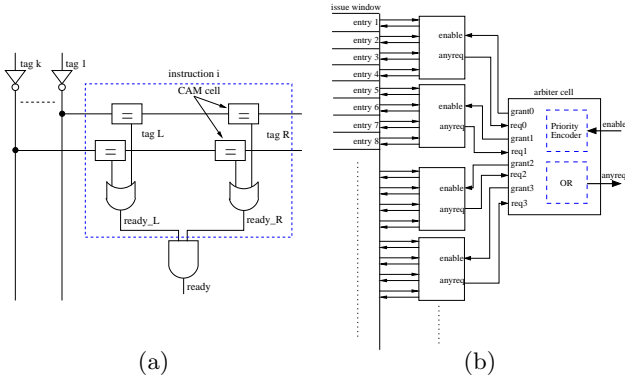 tag k
tag 1
instruction i
CAM cell
=
=
tag L
tag R
=
=
ready_L
ready_R
ready
(a)
issue window
entry 1
entry 2
entry 3
entry 4
entry 5
entry 6
entry 7
entry 8
enable
anyreq
enable
anyreq
enable
anyreq
enable
anyreq
arbiter cell
grant0
req0
grant1
req1
grant2
req2
grant3
req3
Priority
Encoder
OR
enable
anyreq
(b)